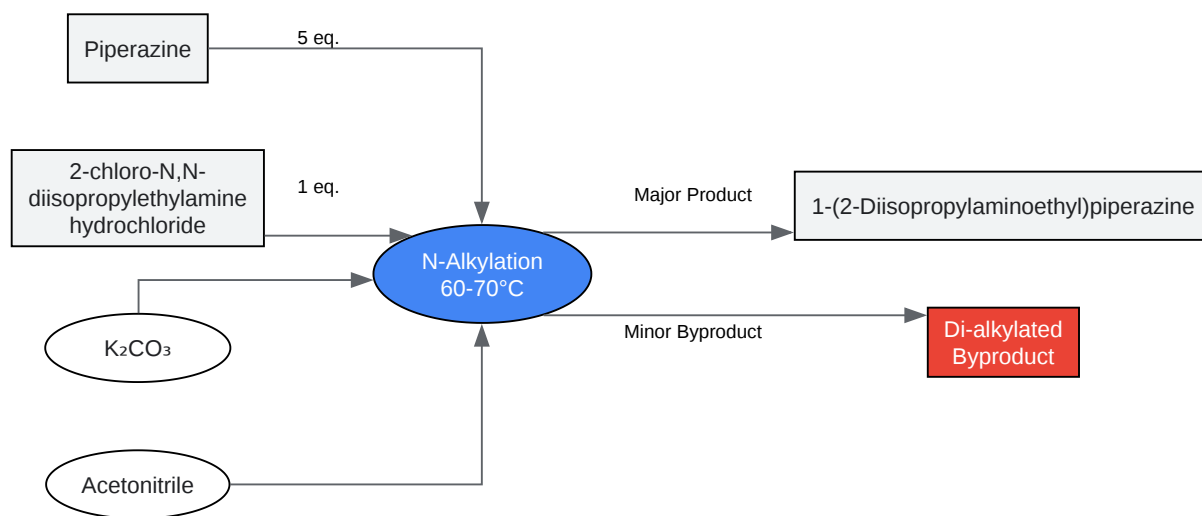 Piperazine
5 eq.
2-chloro-N,N-
diisopropylethylamine
hydrochloride
1 eq.
Major Product
1-(2-Diisopropylaminoethyl)piperazine
N-Alkylation
60-70°C
Minor Byproduct
Di-alkylated
Byproduct
K₂CO₃
Acetonitrile